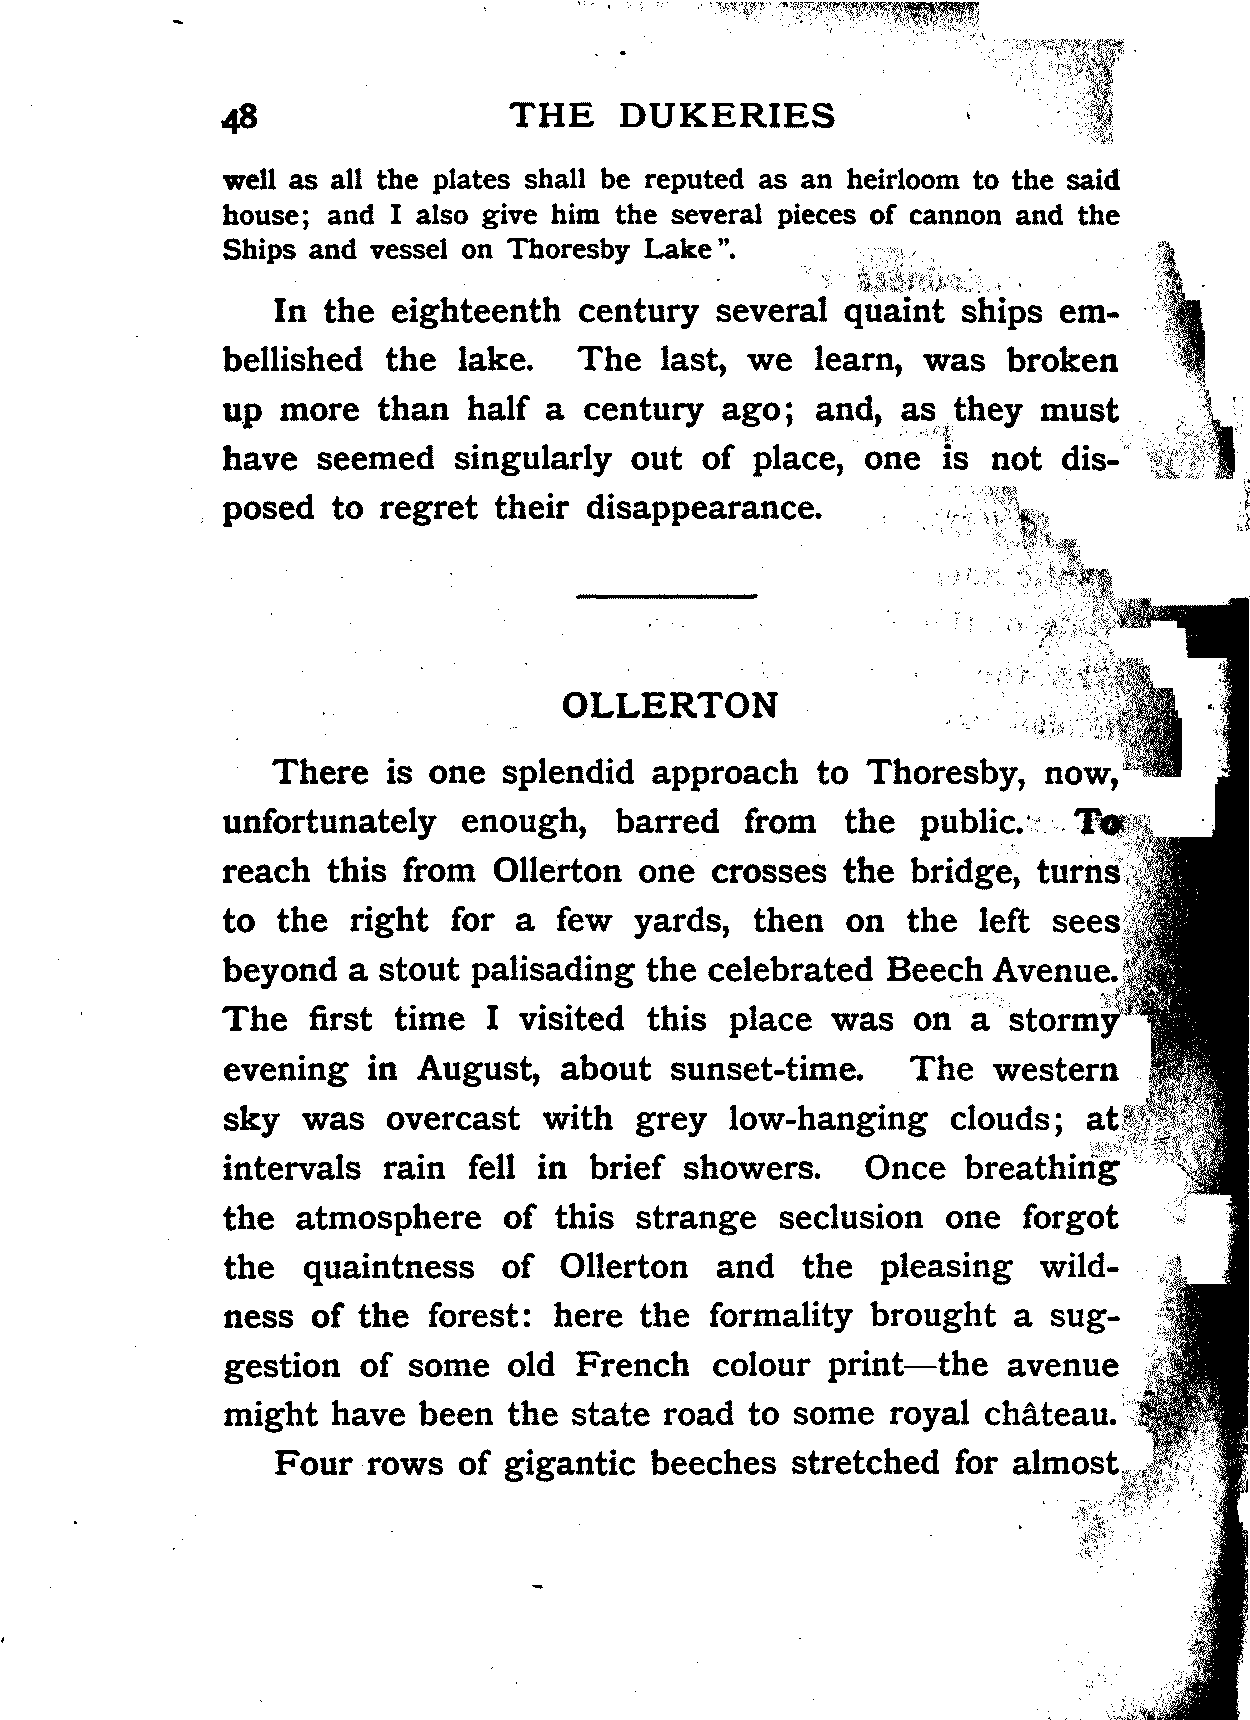 48 THE DUKERIES
well as all the plates shall be reputed as an heirloom to the said
house; and I also give him the several pieces of cannon and the
Ships and vessel on Thoresby Lake".
In the eighteenth century several quaint ships em-
bellished the lake. The last, we learn, was broken
up more than half a century ago; and, as they must
have seemed singularly out of place, one is not dis-
posed to regret their disappearance.
OLLERTON
There is one splendid approach to Thoresby, now,
unfortunately enough, barred from the public. To
reach this from Ollerton one crosses the bridge, turns
to the right for a few yards, then on the left sees
beyond a stout palisading the celebrated Beech Avenue.
The first time I visited this place was on a stormy
evening in August, about sunset-time. The western
sky was overcast with grey low-hanging clouds; at
intervals rain fell in brief showers. Once breathing
the atmosphere of this strange seclusion one forgot
the quaintness of Ollerton and the pleasing wild-
ness of the forest: here the formality brought a sug-
gestion of some old French colour print—the avenue
might have been the state road to some royal château.
Four rows of gigantic beeches stretched for almost